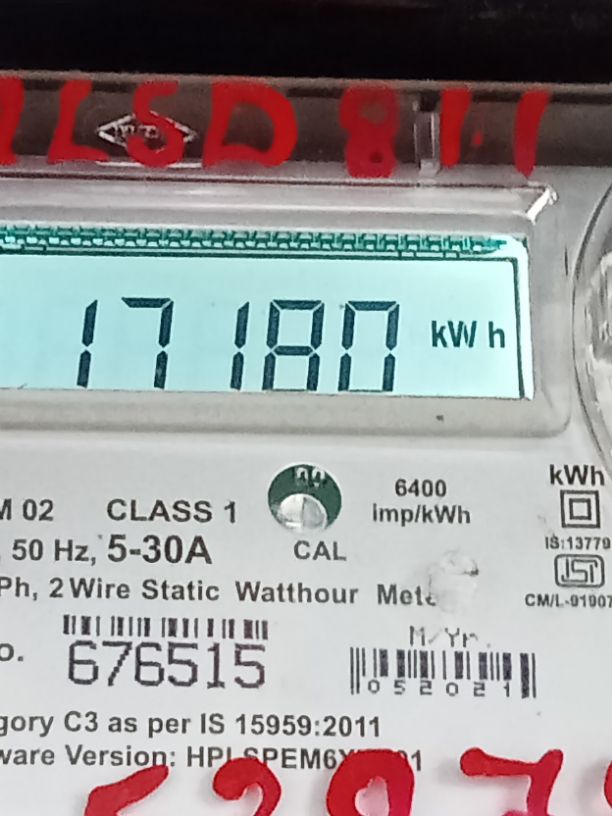 LSD 811
17180 kWh
kWh
6400
M 02 CLASS 1
imp/kWh
50 Hz, 5-30A
CAL
IS:13779
Ph, 2 Wire Static Watthour
CM/L-91907
M/Yr.
676515
052021
gory C3 as per IS 15959:2011
ware Version: